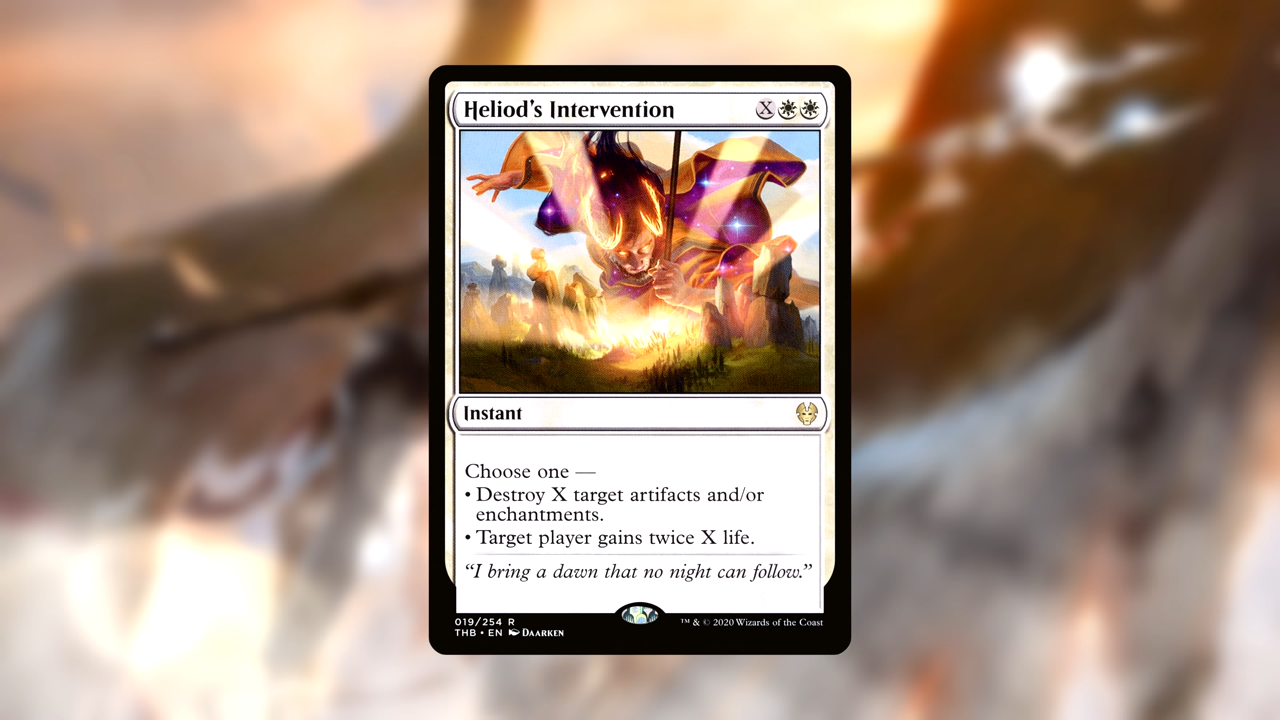 Heliod's Intervention X
Instant
Choose one —
• Destroy X target artifacts and/or
enchantments.
• Target player gains twice X life.
“I bring a dawn that no night can follow.”
019/254 R
THB • EN DAARKEN
™ & © 2020 Wizards of the Coast